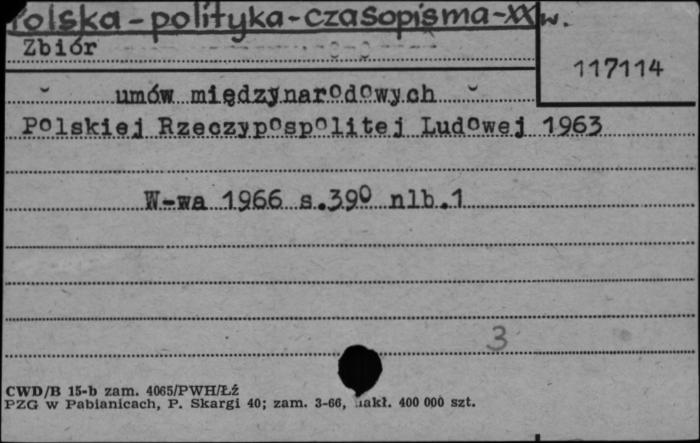 Polska-polityka-czasopisma-XX w.
Zbiór
117114
umów międzynarodowych
Polskiej Rzeczypospolitej Ludowej 1963
W-wa 1966 s.390 nlb.1
3
CWD/B 15-b zam. 4065/PWH/Łź
PZG w Pabianicach, P. Skargi 40; zam. 3-66, nakł. 400 000 szt.